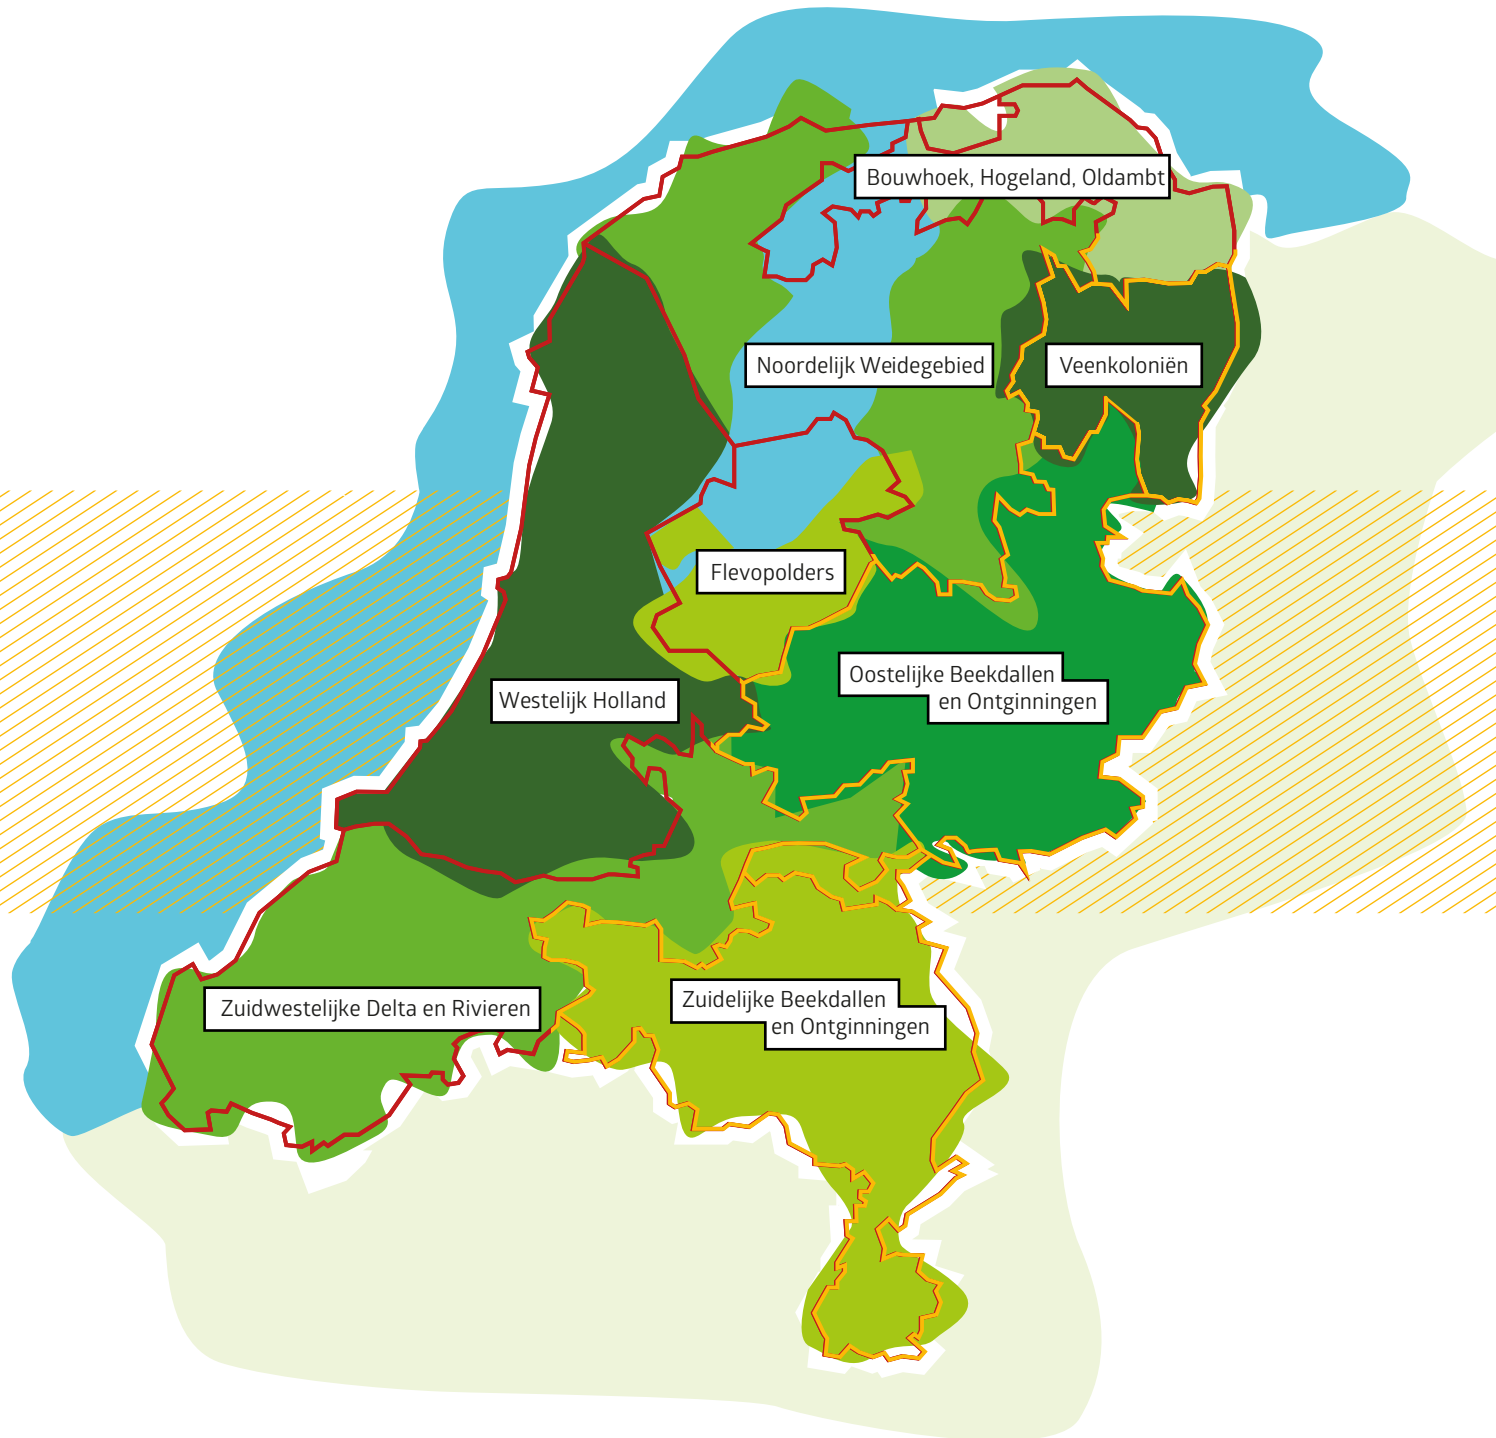 Bouwhoek, Hogeland, Oldambt
Noordelijk Weidegebied
Veenkoloniën
Flevopolders
Oostelijke Beekdallen
en Ontginningen
Westelijk Holland
Zuidwestelijke Delta en Rivieren
Zuidelijke Beekdallen
en Ontginningen